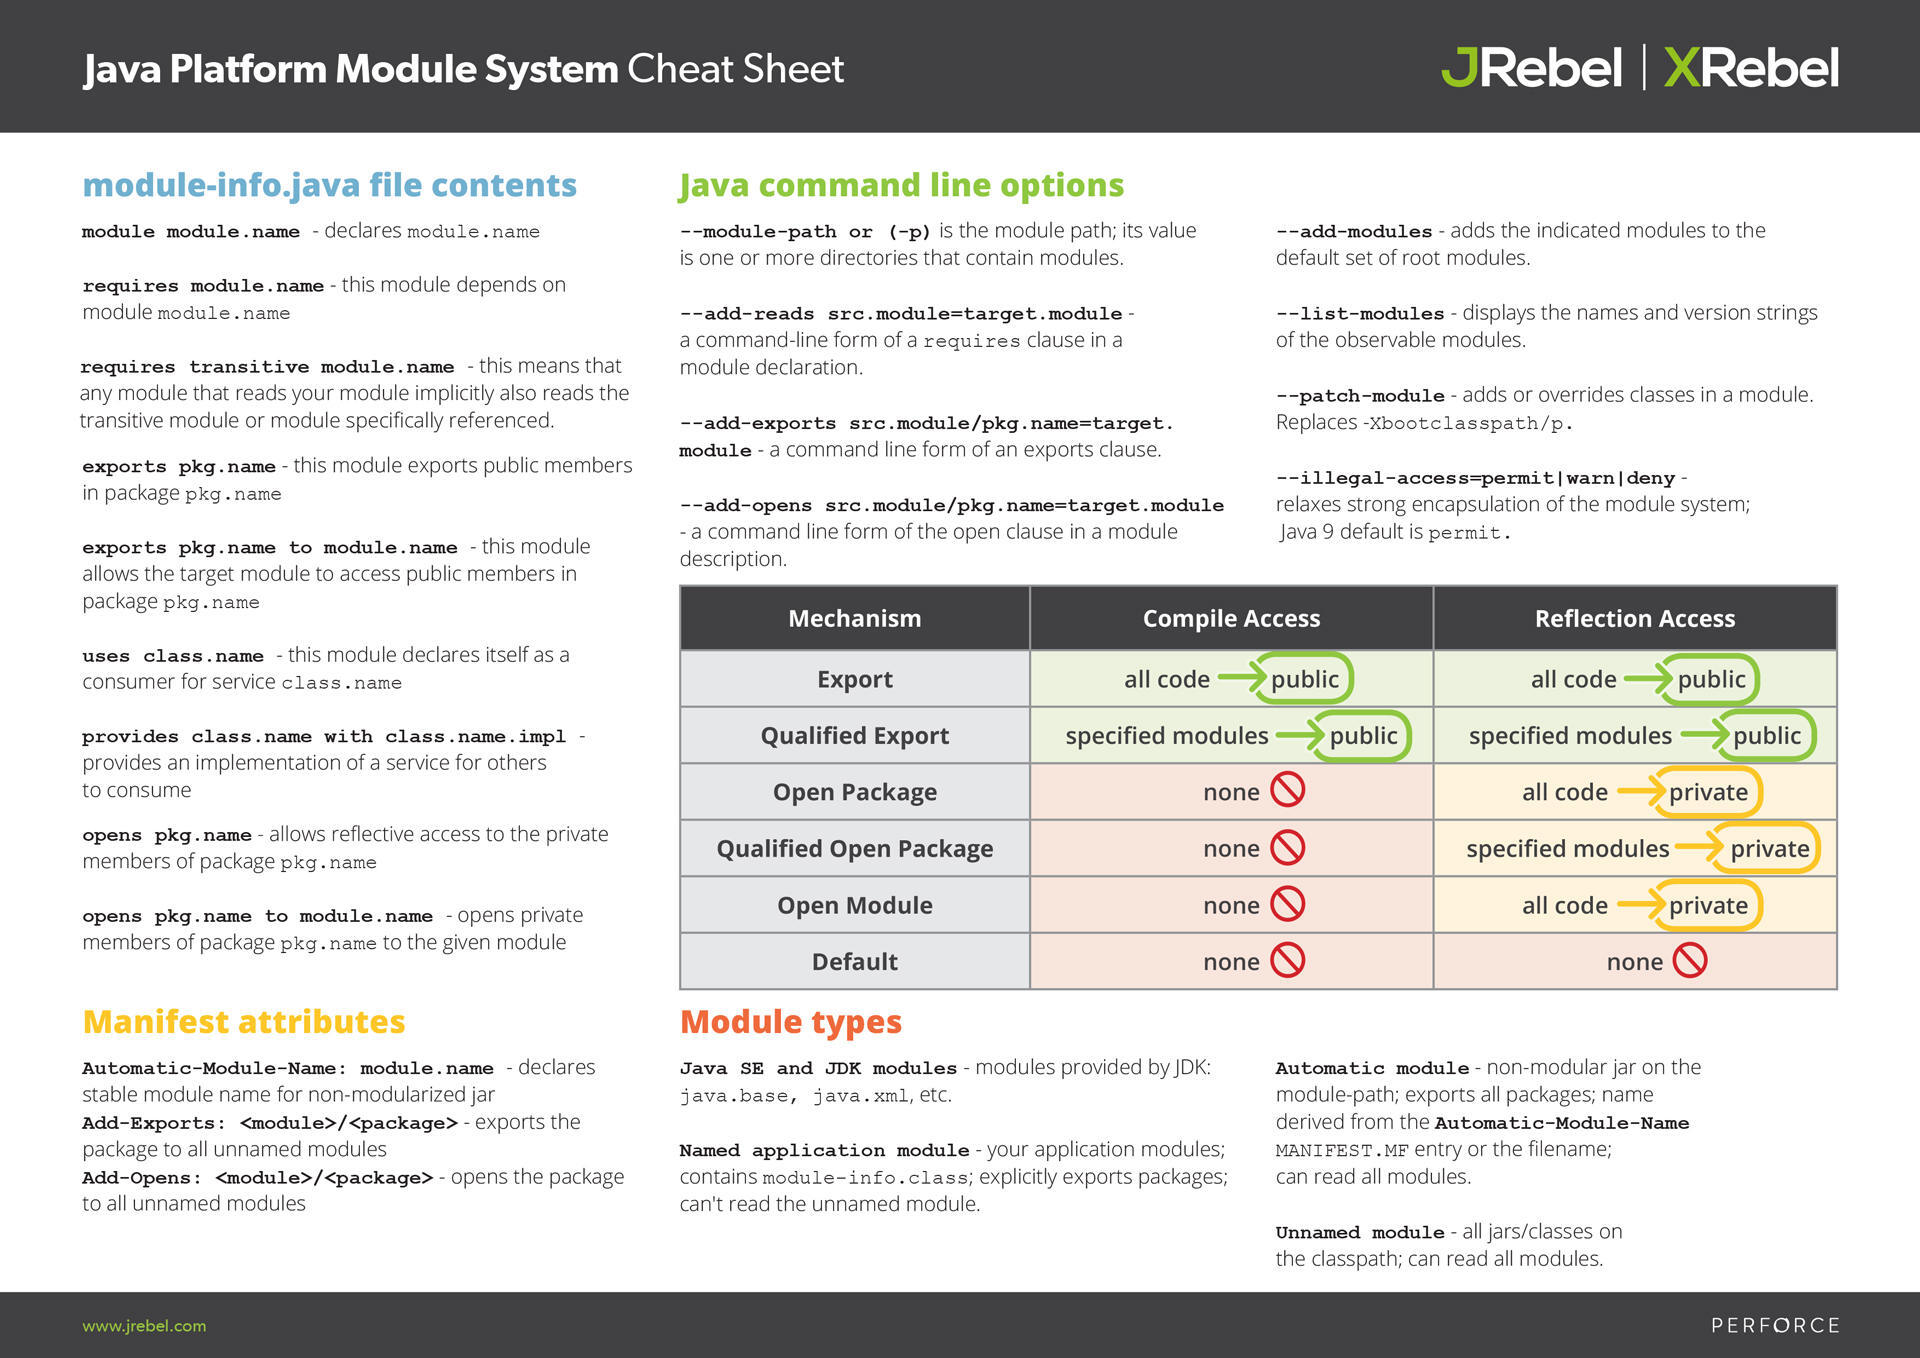 Java Platform Module System Cheat Sheet
JRebel | XRebel
module-info.java file contents
module module.name - declares module.name
requires module.name - this module depends on
module module.name
requires transitive module.name - this means that
any module that reads your module implicitly also reads the
transitive module or module specifically referenced.
exports pkg.name - this module exports public members
in package pkg.name
exports pkg.name to module.name - this module
allows the target module to access public members in
package pkg.name
uses class.name - this module declares itself as a
consumer for service class.name
provides class.name with class.name.impl -
provides an implementation of a service for others
to consume
opens pkg.name - allows reflective access to the private
members of package pkg.name
opens pkg.name to module.name - opens private
members of package pkg.name to the given module
Manifest attributes
Automatic-Module-Name: module.name - declares
stable module name for non-modularized jar
Add-Exports: <module>/<package> - exports the
package to all unnamed modules
Add-Opens: <module>/<package> - opens the package
to all unnamed modules
Java command line options
--module-path or (-p) is the module path; its value
is one or more directories that contain modules.
--add-reads src.module=target.module -
a command-line form of a requires clause in a
module declaration.
--add-exports src.module/pkg.name=target.
module - a command line form of an exports clause.
--add-opens src.module/pkg.name=target.module
- a command line form of the open clause in a module
description.
--add-modules - adds the indicated modules to the
default set of root modules.
--list-modules - displays the names and version strings
of the observable modules.
--patch-module - adds or overrides classes in a module.
Replaces -Xbootclasspath/p.
--illegal-access=permit|warn|deny -
relaxes strong encapsulation of the module system;
Java 9 default is permit.
Mechanism Compile Access Reflection Access
Export all code public all code public
Qualified Export specified modules public specified modules public
Open Package none all code private
Qualified Open Package none specified modules private
Open Module none all code private
Default none none
Module types
Java SE and JDK modules - modules provided by JDK:
java.base, java.xml, etc.
Named application module - your application modules;
contains module-info.class; explicitly exports packages;
can't read the unnamed module.
Automatic module - non-modular jar on the
module-path; exports all packages; name
derived from the Automatic-Module-Name
MANIFEST.MF entry or the filename;
can read all modules.
Unnamed module - all jars/classes on
the classpath; can read all modules.
www.jrebel.com
PERFORCE